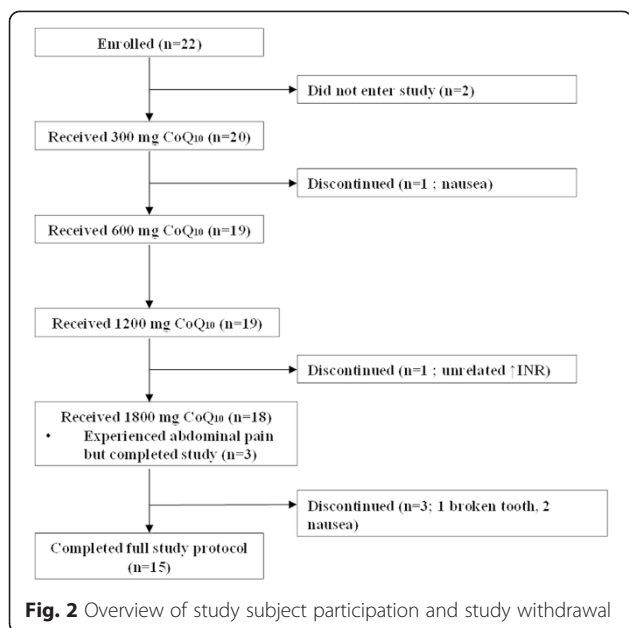 Enrolled (n=22)
Did not enter study (n=2)
Received 300 mg CoQ₁₀ (n=20)
Discontinued (n=1 ; nausea)
Received 600 mg CoQ₁₀ (n=19)
Received 1200 mg CoQ₁₀ (n=19)
Discontinued (n=1 ; unrelated ↑INR)
Received 1800 mg CoQ₁₀ (n=18)
• Experienced abdominal pain
but completed study (n=3)
Discontinued (n=3; 1 broken tooth, 2
nausea)
Completed full study protocol
(n=15)
Fig. 2 Overview of study subject participation and study withdrawal